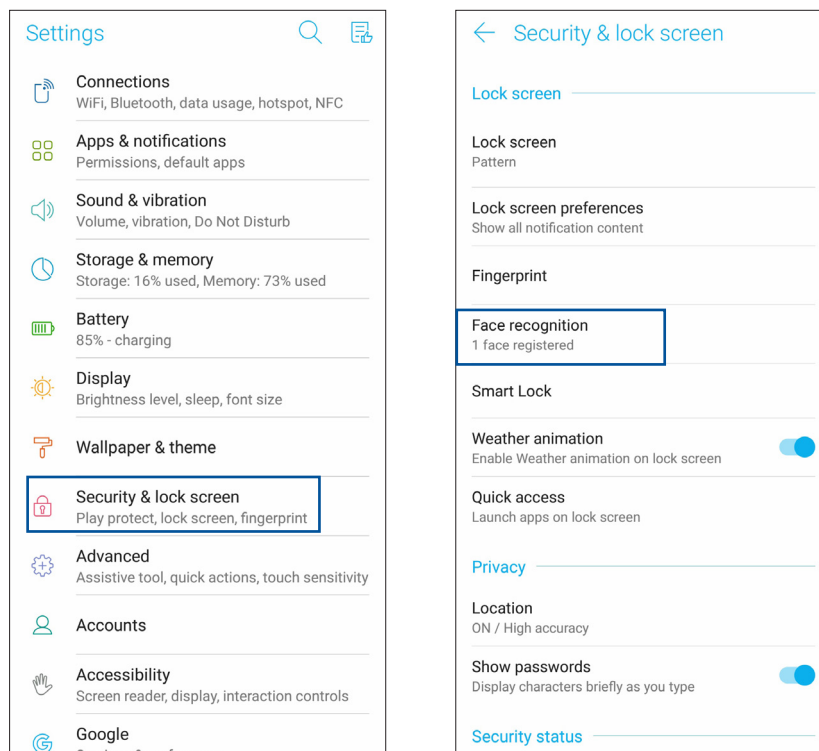 Settings
Connections
WiFi, Bluetooth, data usage, hotspot, NFC
Apps & notifications
Permissions, default apps
Sound & vibration
Volume, vibration, Do Not Disturb
Storage & memory
Storage: 16% used, Memory: 73% used
Battery
85% - charging
Display
Brightness level, sleep, font size
Wallpaper & theme
Security & lock screen
Play protect, lock screen, fingerprint
Advanced
Assistive tool, quick actions, touch sensitivity
Accounts
Accessibility
Screen reader, display, interaction controls
Google
Security & lock screen
Lock screen
Lock screen
Pattern
Lock screen preferences
Show all notification content
Fingerprint
Face recognition
1 face registered
Smart Lock
Weather animation
Enable Weather animation on lock screen
Quick access
Launch apps on lock screen
Privacy
Location
ON / High accuracy
Show passwords
Display characters briefly as you type
Security status